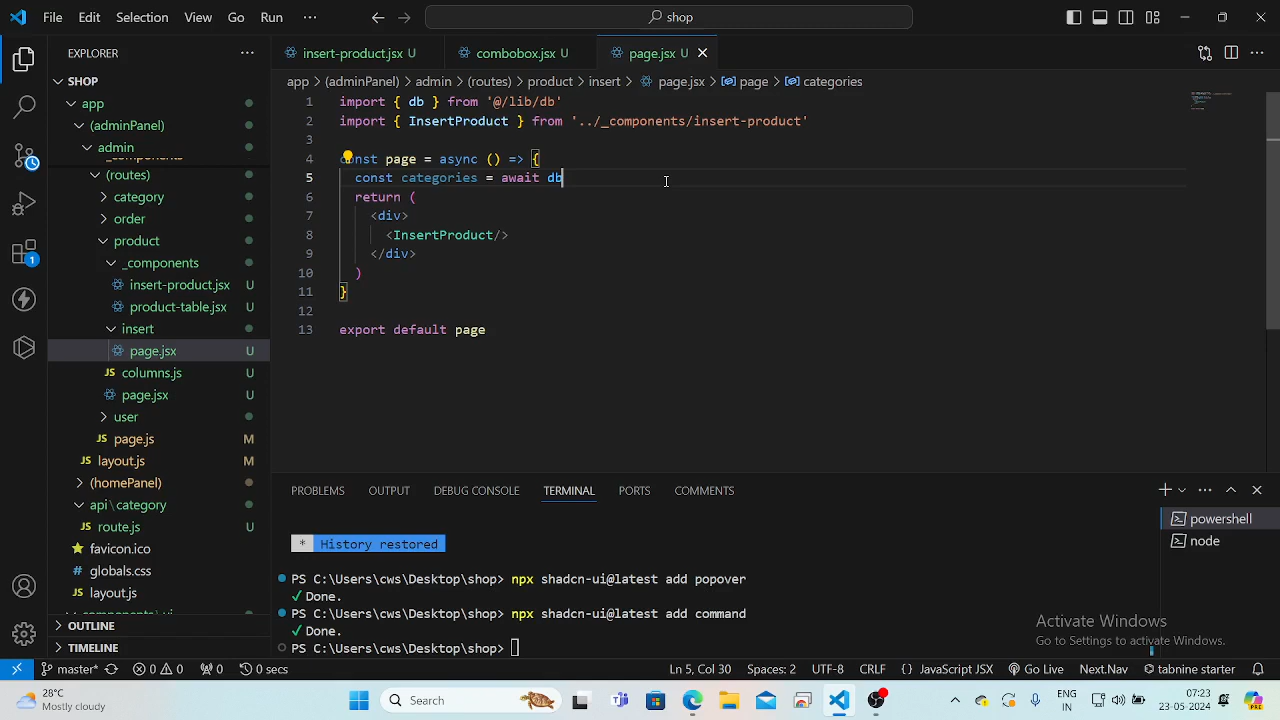 File Edit Selection View Go Run ··· shop
EXPLORER ···
SHOP
app
(adminPanel)
admin
_components
(routes)
category
order
product
_components
insert-product.jsx U
product-table.jsx U
insert
page.jsx U
columns.js U
page.jsx U
user
page.js M
layout.js M
(homePanel)
api\category
route.js U
favicon.ico
globals.css
layout.js
components\ui
OUTLINE
TIMELINE
insert-product.jsx U combobox.jsx U page.jsx U
app > (adminPanel) > admin > (routes) > product > insert > page.jsx > page > categories
1 import { db } from '@/lib/db'
2 import { InsertProduct } from '../_components/insert-product'
3
4 const page = async () => {
5 const categories = await db
6 return (
7 <div>
8 <InsertProduct/>
9 </div>
10 )
11 }
12
13 export default page
PROBLEMS OUTPUT DEBUG CONSOLE TERMINAL PORTS COMMENTS
* History restored
PS C:\Users\cws\Desktop\shop> npx shadcn-ui@latest add popover
✓ Done.
PS C:\Users\cws\Desktop\shop> npx shadcn-ui@latest add command
✓ Done.
PS C:\Users\cws\Desktop\shop>
powershell
node
1
Activate Windows
Go to Settings to activate Windows.
master* 0 0 0 0 secs Ln 5, Col 30 Spaces: 2 UTF-8 CRLF {} JavaScript JSX Go Live Next.Nav tabnine starter
28°C
Mostly cloudy
Search
ENG
IN
07:23
23-05-2024
PRE